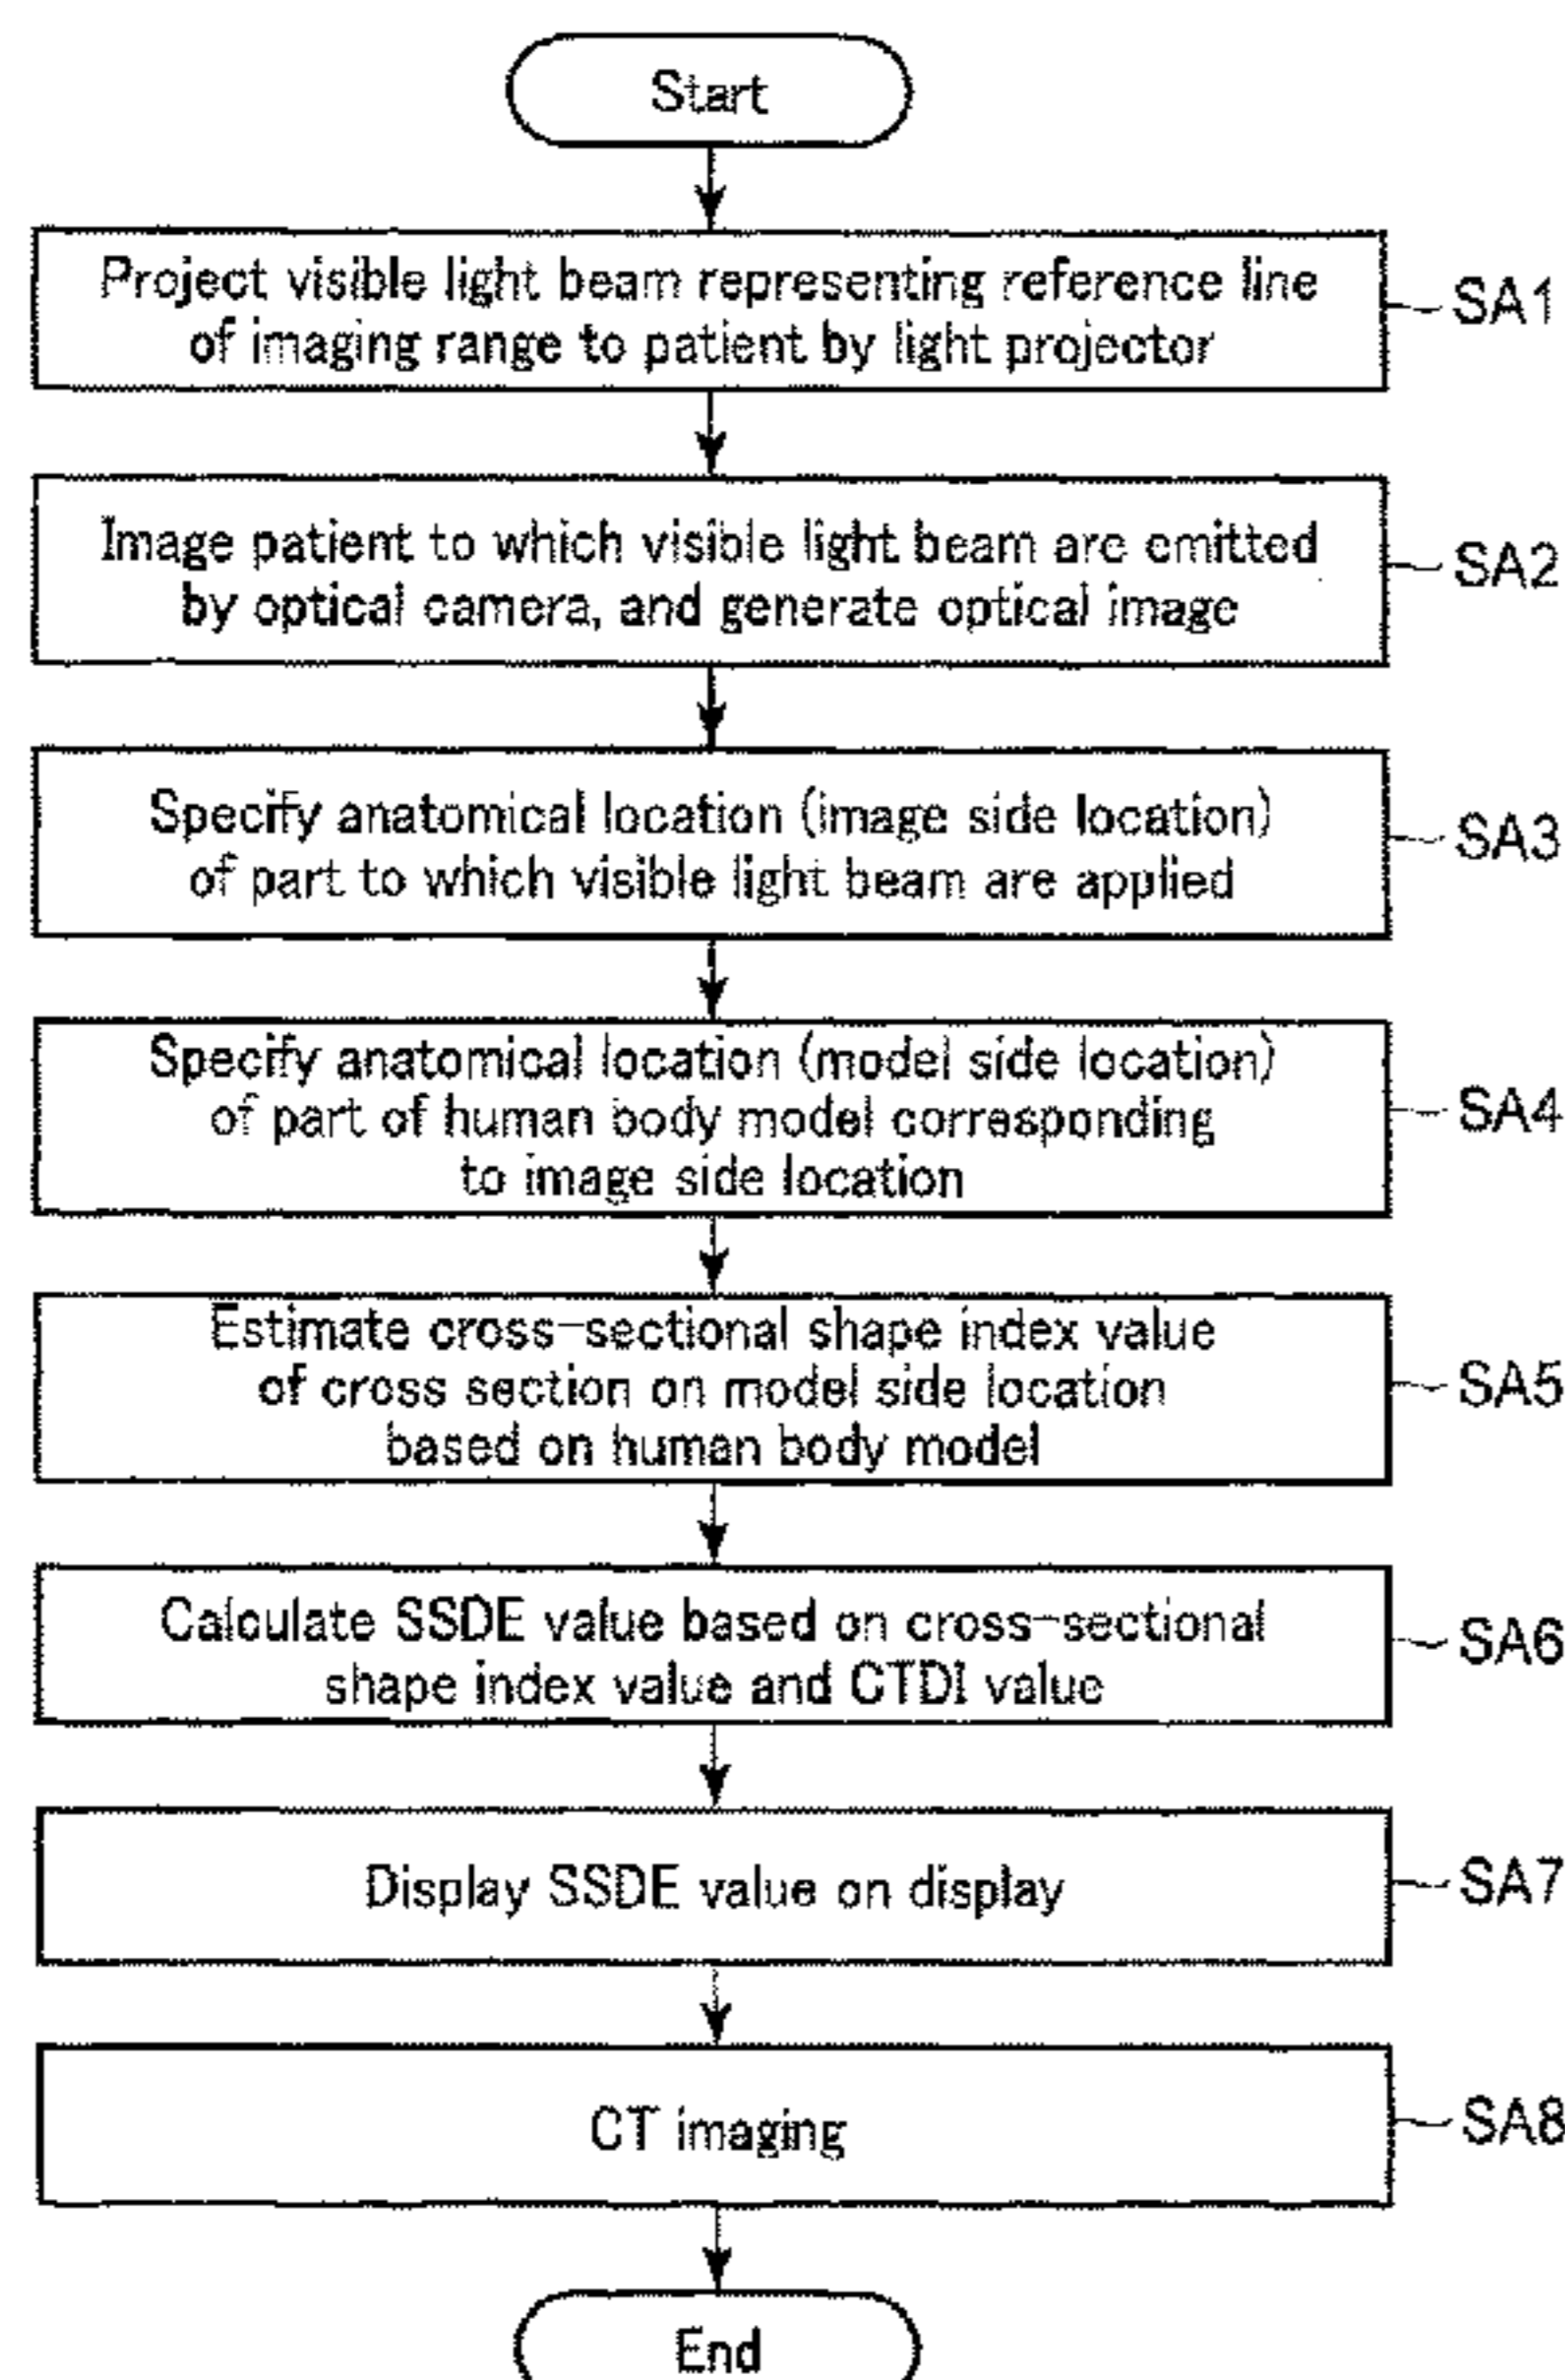 Start
Project visible light beam representing reference line
of imaging range to patient by light projector
SA1
Image patient to which visible light beam are emitted
by optical camera, and generate optical image
SA2
Specify anatomical location (image side location)
of part to which visible light beam are applied
SA3
Specify anatomical location (model side location)
of part of human body model corresponding
to image side location
SA4
Estimate cross-sectional shape index value
of cross section on model side location
based on human body model
SA5
Calculate SSDE value based on cross-sectional
shape index value and CTDI value
SA6
Display SSDE value on display
SA7
CT imaging
SA8
End